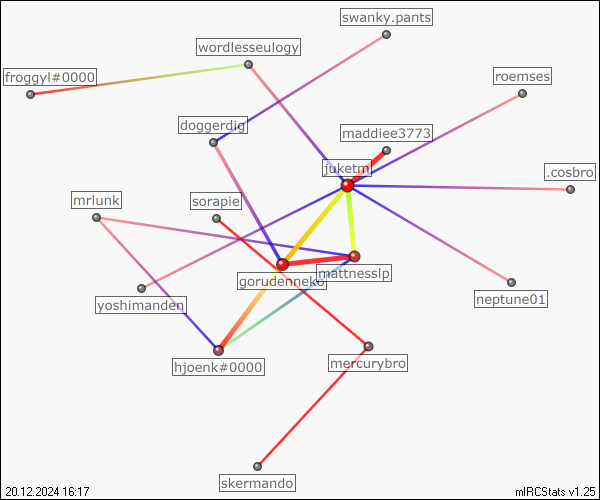 swanky.pants
wordlesseulogy
froggyl#0000
roemses
doggerdig
maddiee3773
juketm
.cosbro
mrlunk
sorapie
mattnesslp
gorudenneko
yoshimanden
neptune01
hjoenk#0000
mercurybro
skermando
20.12.2024 16:17
mIRCStats v1.25